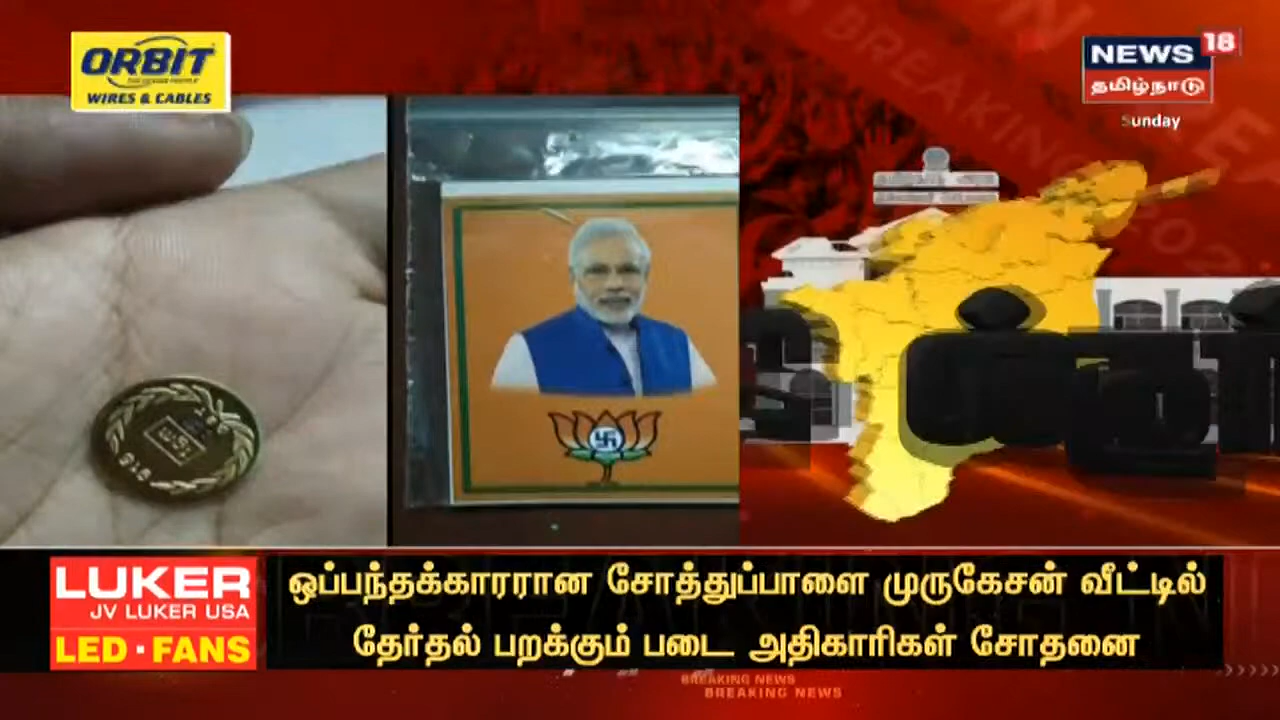 ORBIT
WIRES & CABLES
NEWS 18
தமிழ்நாடு
Sunday
916
LUKER
JV LUKER USA
LED · FANS
ஒப்பந்தக்காரரான சோத்துப்பாளை முருகேசன் வீட்டில்
தேர்தல் பறக்கும் படை அதிகாரிகள் சோதனை
BREAKING NEWS
BREAKING NEWS